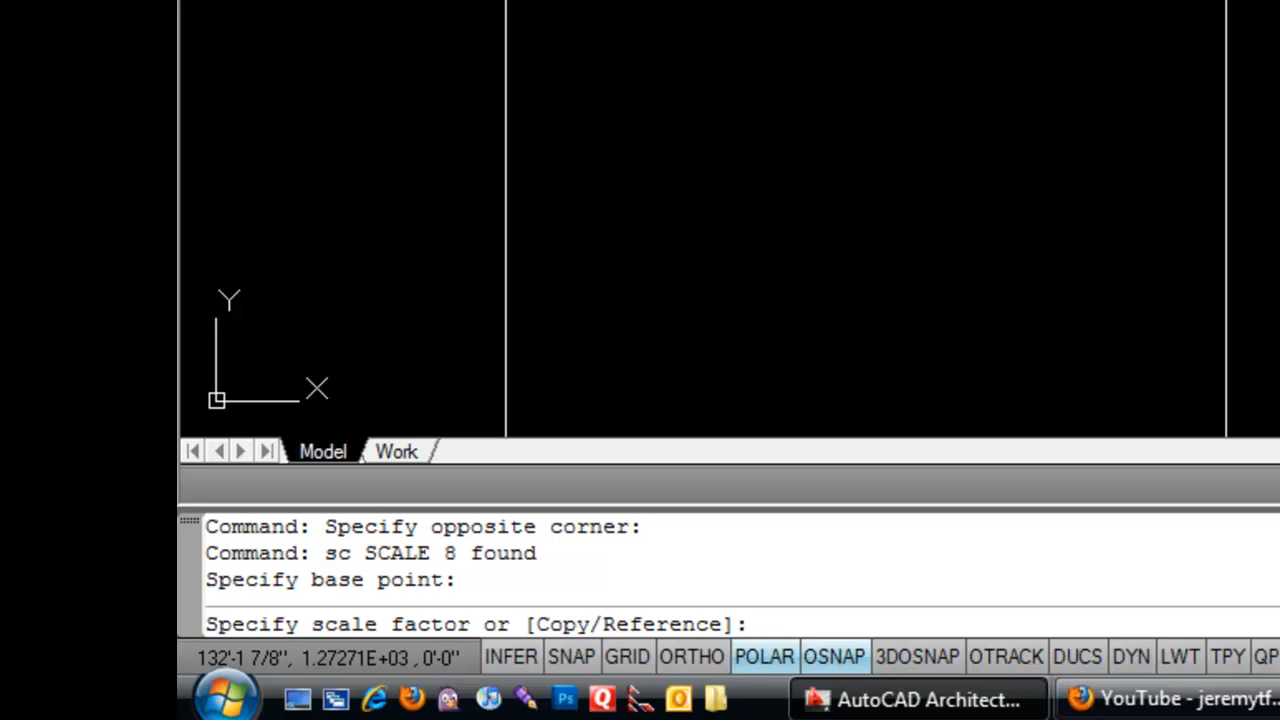 Y
X
Model Work
Command: Specify opposite corner:
Command: sc SCALE 8 found
Specify base point:
Specify scale factor or [Copy/Reference]:
132'-1 7/8", 1.27271E+03 , 0'-0" INFER SNAP GRID ORTHO POLAR OSNAP 3DOSNAP OTRACK DUCS DYN LWT TPY QP
Ps Q O AutoCAD Architect... YouTube - jeremytf.